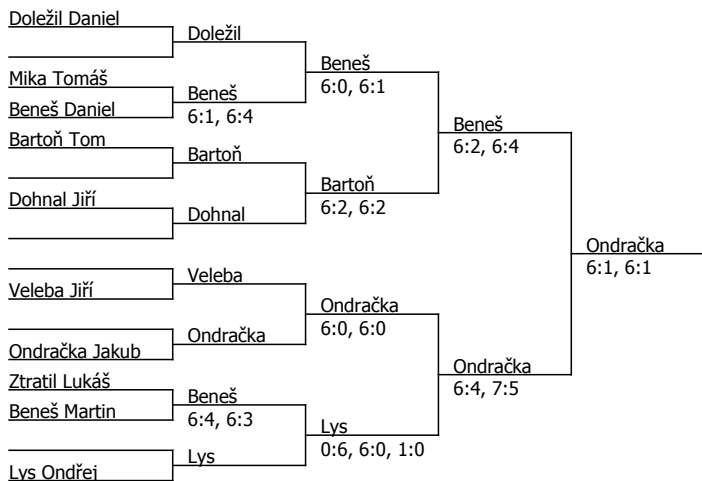 Doležil Daniel
Doležil
Beneš
6:0, 6:1
Mika Tomáš
Beneš
6:1, 6:4
Beneš Daniel
Beneš
6:2, 6:4
Bartoň Tom
Bartoň
Bartoň
6:2, 6:2
Dohnal Jiří
Dohnal
Ondračka
6:1, 6:1
Veleba
Veleba Jiří
Ondračka
6:0, 6:0
Ondračka
Ondračka Jakub
Ondračka
6:4, 7:5
Ztratil Lukáš
Beneš
6:4, 6:3
Beneš Martin
Lys
0:6, 6:0, 1:0
Lys
Lys Ondřej